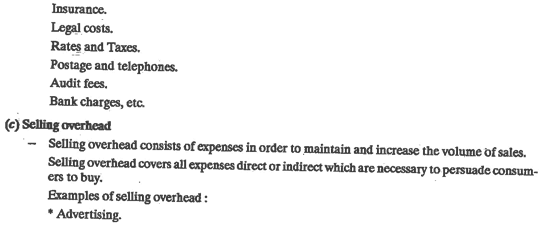 Insurance.
Legal costs.
Rates and Taxes.
Postage and telephones.
Audit fees.
Bank charges, etc.
(c) Selling overhead
– Selling overhead consists of expenses in order to maintain and increase the volume of sales.
Selling overhead covers all expenses direct or indirect which are necessary to persuade consum-
ers to buy.
Examples of selling overhead :
* Advertising.